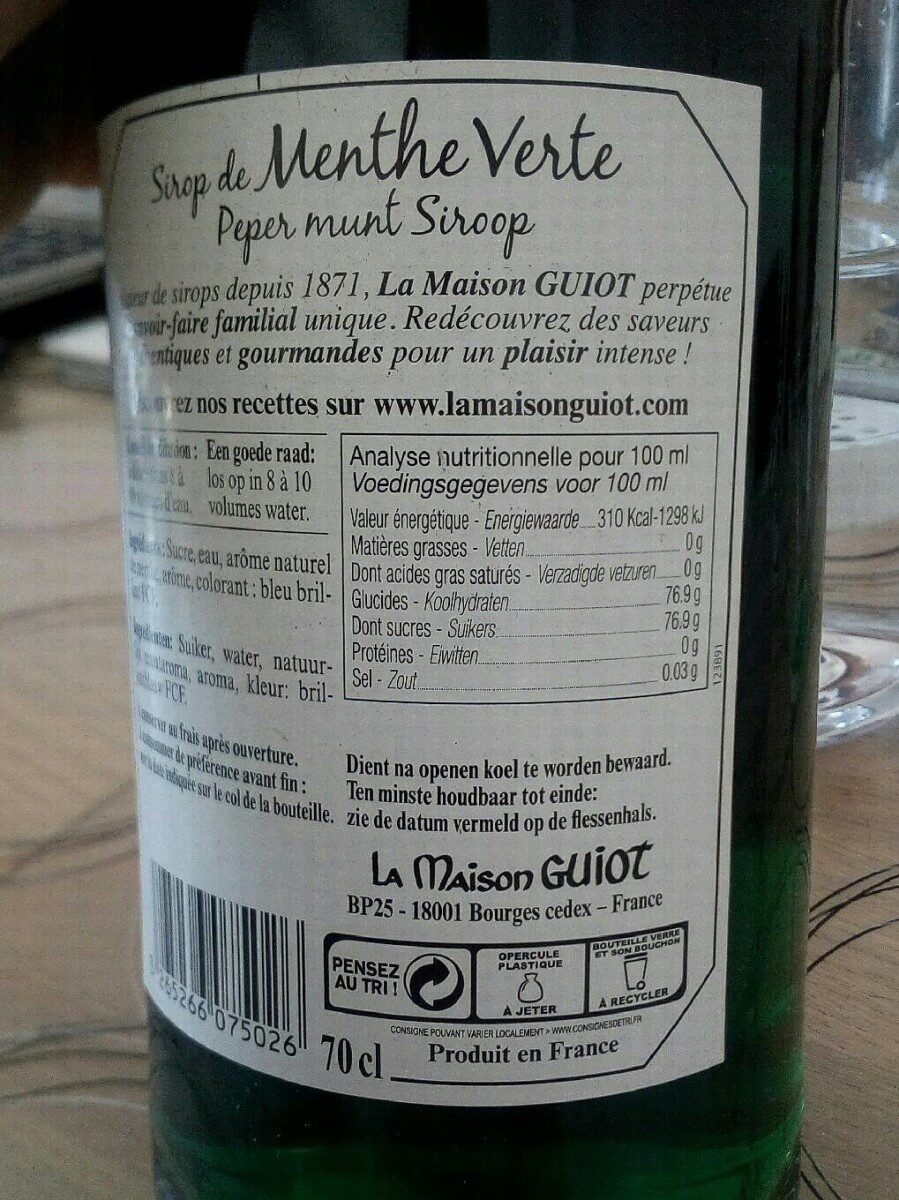 Sirop de Menthe Verte
Peper munt Siroop
de sirops depuis 1871, La Maison GUIOT perpétue
voir-faire familial unique. Redécouvrez des saveurs
entiques et gourmandes pour un plaisir intense !
ez nos recettes sur www.lamaisonguiot.com
Een goede raad:
à los op in 8 à 10
d'eau. volumes water.
Sucre, eau, arôme naturel
arôme, colorant : bleu bril-
Suiker, water, natuur-
aroma, kleur: bril-
FCF.
au frais après ouverture.
de préférence avant fin :
indiquée sur le col de la bouteille.
Analyse nutritionnelle pour 100 ml
Voedingsgegevens voor 100 ml
Valeur énergétique - Energiewaarde 310 Kcal-1298 kJ
Matières grasses - Vetten 0 g
Dont acides gras saturés - Verzadigde vetzuren 0 g
Glucides - Koolhydraten 76.9 g
Dont sucres - Suikers 76.9 g
Protéines - Eiwitten 0 g
Sel - Zout 0.03 g
123891
Dient na openen koel te worden bewaard.
Ten minste houdbaar tot einde:
zie de datum vermeld op de flessenhals.
LA MAISON GUIOT
BP25 - 18001 Bourges cedex – France
PENSEZ
AU TRI !
OPERCULE
PLASTIQUE
À JETER
BOUTEILLE VERRE
ET SON BOUCHON
À RECYCLER
CONSIGNE POUVANT VARIER LOCALEMENT > WWW.CONSIGNESDETRI.FR
265266 075026
70 cl
Produit en France